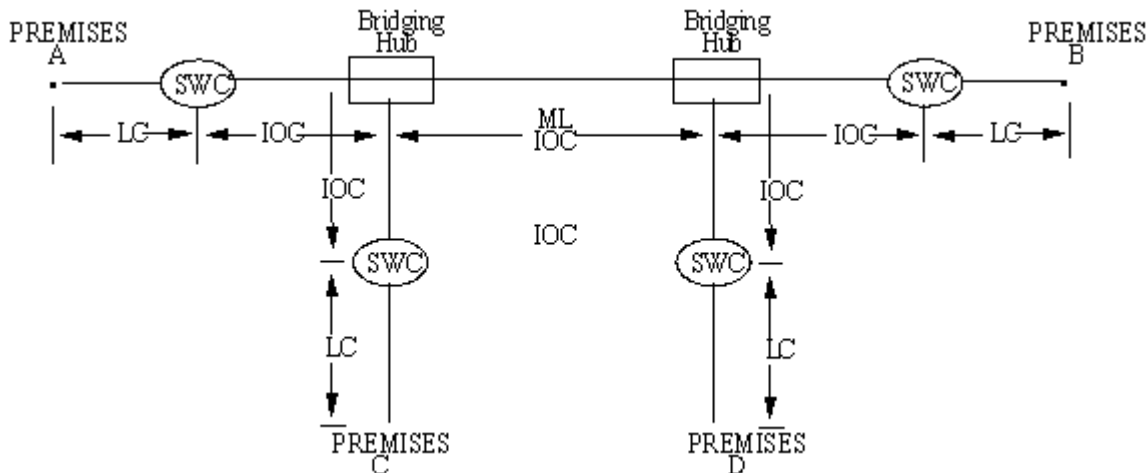 Bridging
Hub
Bridging
Hub
PREMISES
A
PREMISES
B
SWC
SWC
LC
IOC
ML
IOC
IOC
LC
IOC
IOC
IOC
SWC
SWC
LC
LC
PREMISES
C
PREMISES
D